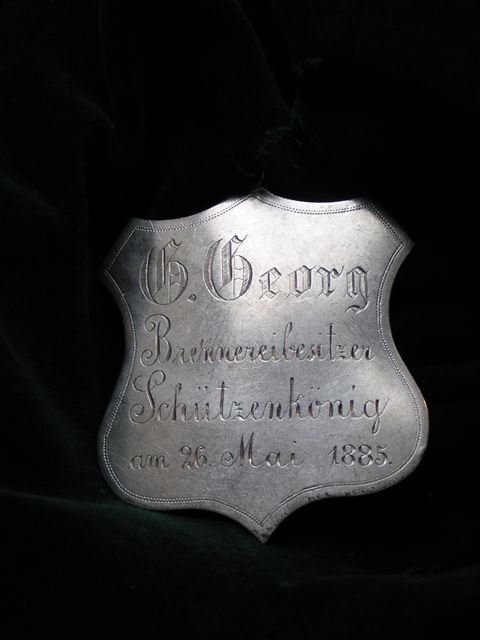 G. Georg
Brennereibesitzer
Schützenkönig
am 26. Mai 1885.